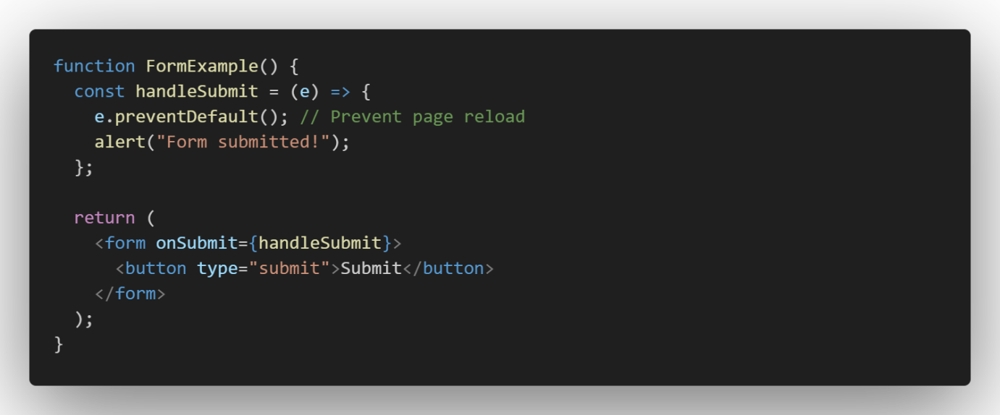 function FormExample() {
  const handleSubmit = (e) => {
    e.preventDefault(); // Prevent page reload
    alert("Form submitted!");
  };

  return (
    <form onSubmit={handleSubmit}>
      <button type="submit">Submit</button>
    </form>
  );
}